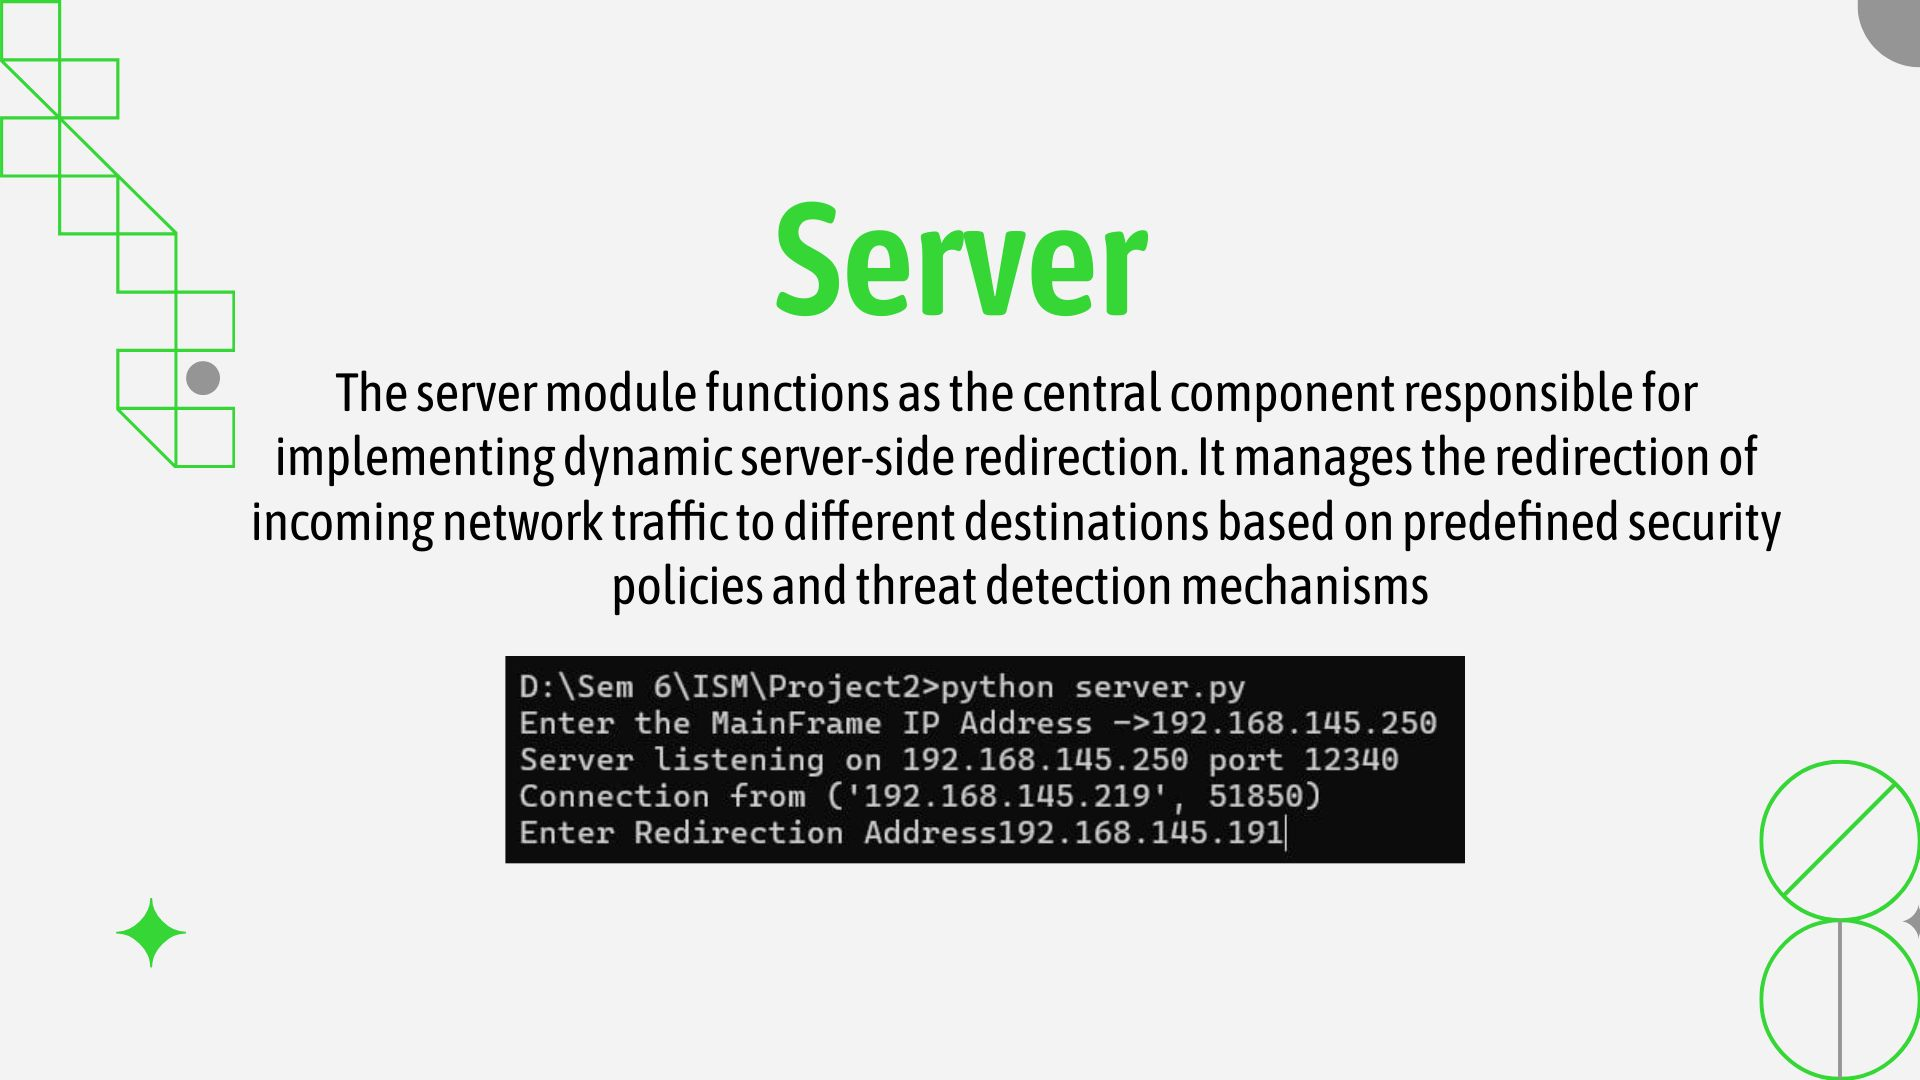 Server
The server module functions as the central component responsible for
implementing dynamic server-side redirection. It manages the redirection of
incoming network traffic to different destinations based on predefined security
policies and threat detection mechanisms
D:\Sem 6\ISM\Project2>python server.py
Enter the MainFrame IP Address —>192.168.145.250
Server listening on 192.168.145.250 port 12340
Connection from ('192.168.145.219', 51850)
Enter Redirection Address192.168.145.191